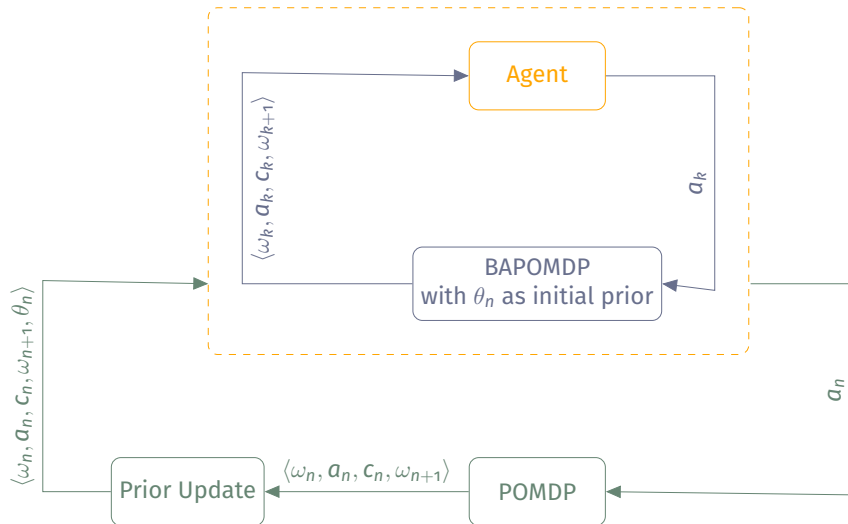 Agent
⟨ω_k, a_k, c_k, ω_{k+1}⟩
a_k
BAPOMDP
with θ_n as initial prior
⟨ω_n, a_n, c_n, ω_{n+1}, θ_n⟩
a_n
⟨ω_n, a_n, c_n, ω_{n+1}⟩
Prior Update
POMDP